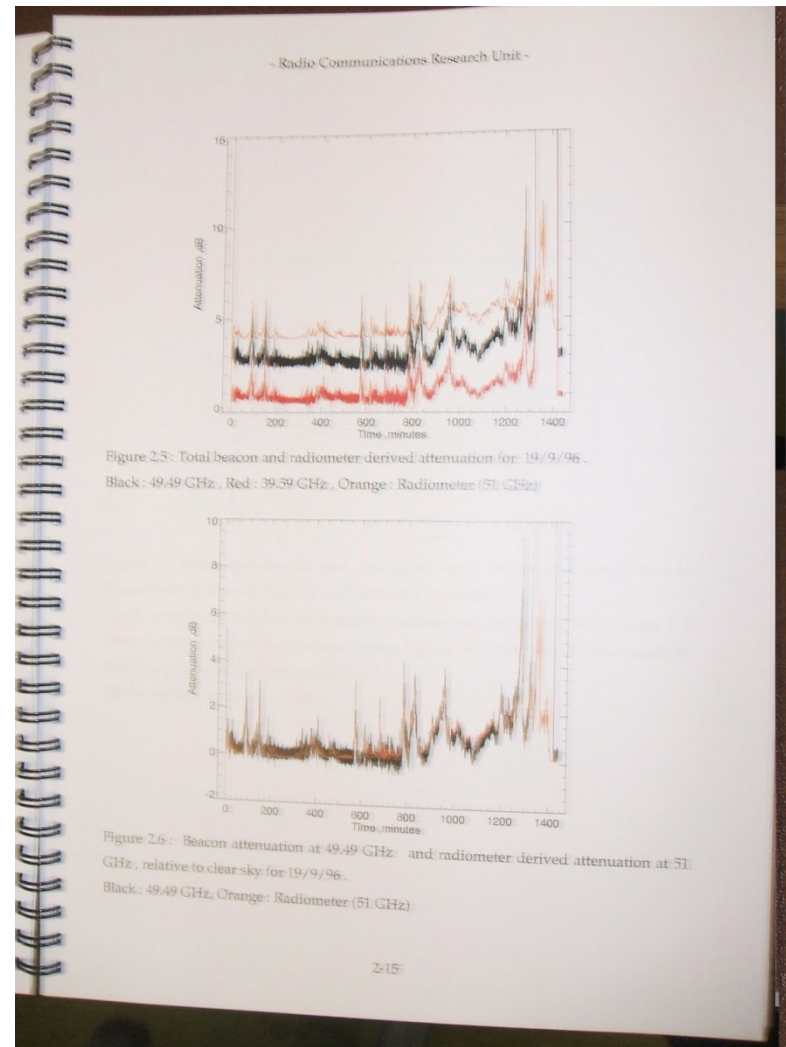 - Radio Communications Research Unit -
15
10
5
0
Attenuation ,dB
0 200 400 600 800 1000 1200 1400
Time ,minutes
Figure 2.5 : Total beacon and radiometer derived attenuation for 19/9/96 .
Black : 49.49 GHz , Red : 39.59 GHz , Orange : Radiometer (51 GHz)
10
8
6
4
2
0
-2
Attenuation ,dB
0 200 400 600 800 1000 1200 1400
Time ,minutes
Figure 2.6 : Beacon attenuation at 49.49 GHz and radiometer derived attenuation at 51
GHz , relative to clear sky for 19/9/96 .
Black : 49.49 GHz, Orange : Radiometer (51 GHz)
2-15